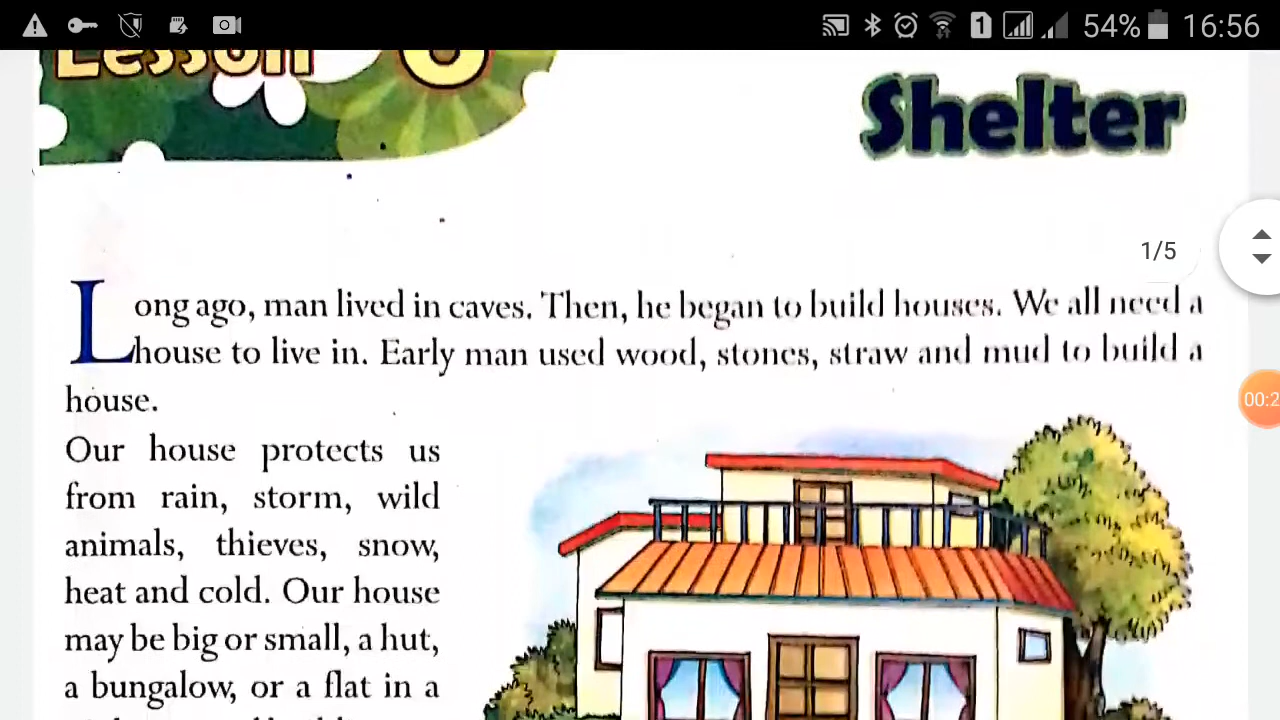 54% 16:56
Lesson
Shelter
1/5
Long ago, man lived in caves. Then, he began to build houses. We all need a
house to live in. Early man used wood, stones, straw and mud to build a
house.
Our house protects us
from rain, storm, wild
animals, thieves, snow,
heat and cold. Our house
may be big or small, a hut,
a bungalow, or a flat in a
00:2